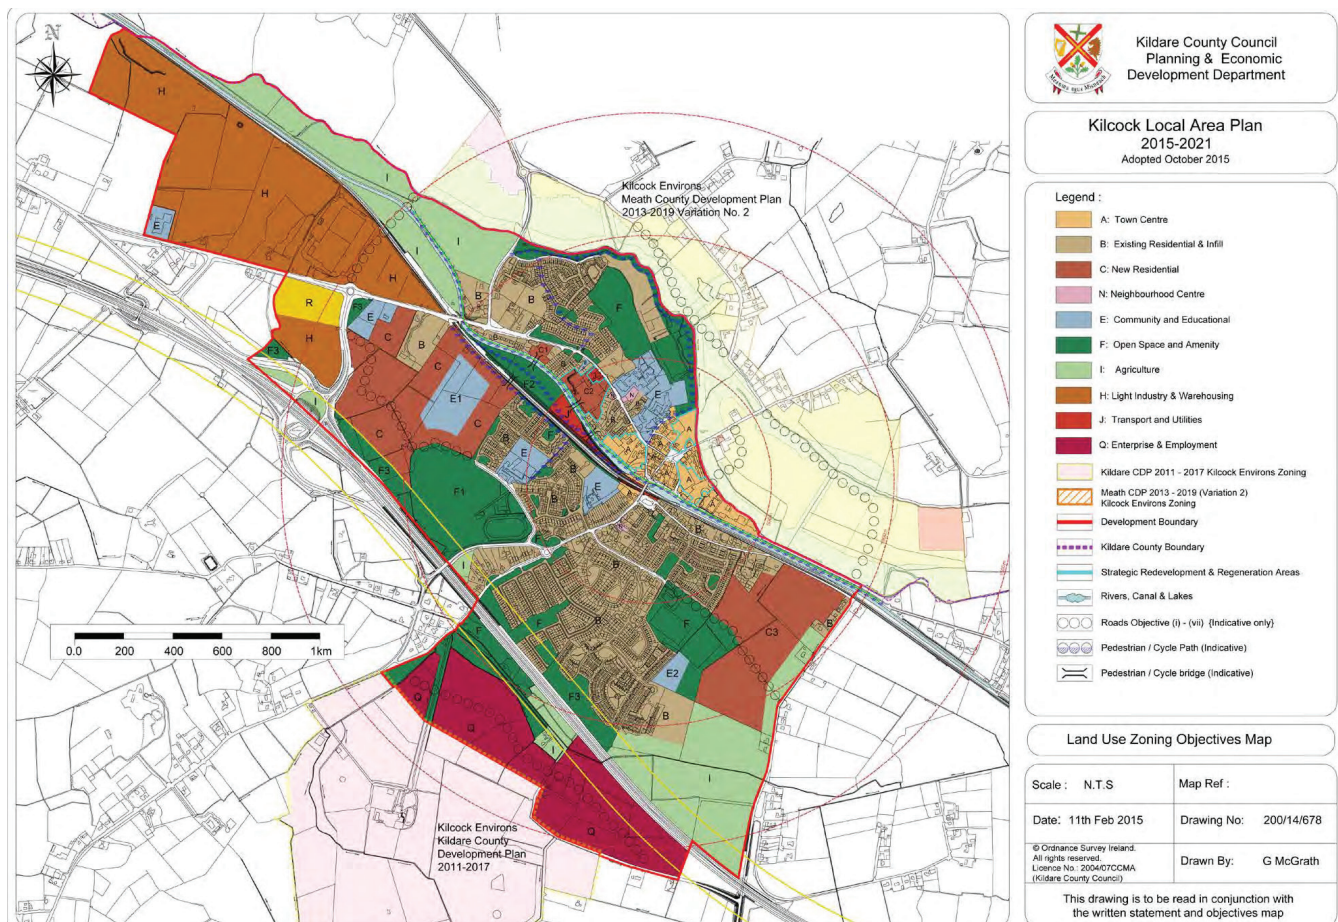 N
Kilcock Environs
Meath County Development Plan
2013-2019 Variation No. 2
H
H
H
I
I
I
E
H
R
H
F3
F3
E
C
B
B
B
F
C
E1
C
C
F3
F1
F2
C1
C2
J
N
E
A
A
A
A
A
B
B
E
F
B
E
B
B
B
C3
B
F
E2
B
F
F
F3
I
I
I
I
Q
Q
Q
0.0 200 400 600 800 1km
Kilcock Environs
Kildare County
Development Plan
2011-2017
Kildare County Council
Planning & Economic
Development Department
Kilcock Local Area Plan
2015-2021
Adopted October 2015
Legend :
A: Town Centre
B: Existing Residential & Infill
C: New Residential
N: Neighbourhood Centre
E: Community and Educational
F: Open Space and Amenity
I: Agriculture
H: Light Industry & Warehousing
J: Transport and Utilities
Q: Enterprise & Employment
Kildare CDP 2011 - 2017 Kilcock Environs Zoning
Meath CDP 2013 - 2019 (Variation 2)
Kilcock Environs Zoning
Development Boundary
Kildare County Boundary
Strategic Redevelopment & Regeneration Areas
Rivers, Canal & Lakes
Roads Objective (i) - (vii) {Indicative only}
Pedestrian / Cycle Path (Indicative)
Pedestrian / Cycle bridge (Indicative)
Land Use Zoning Objectives Map
Scale : N.T.S
Map Ref :
Date: 11th Feb 2015
Drawing No: 200/14/678
© Ordnance Survey Ireland.
All rights reserved.
Licence No.: 2004/07CCMA
(Kildare County Council)
Drawn By: G McGrath
This drawing is to be read in conjunction with
the written statement and objectives map